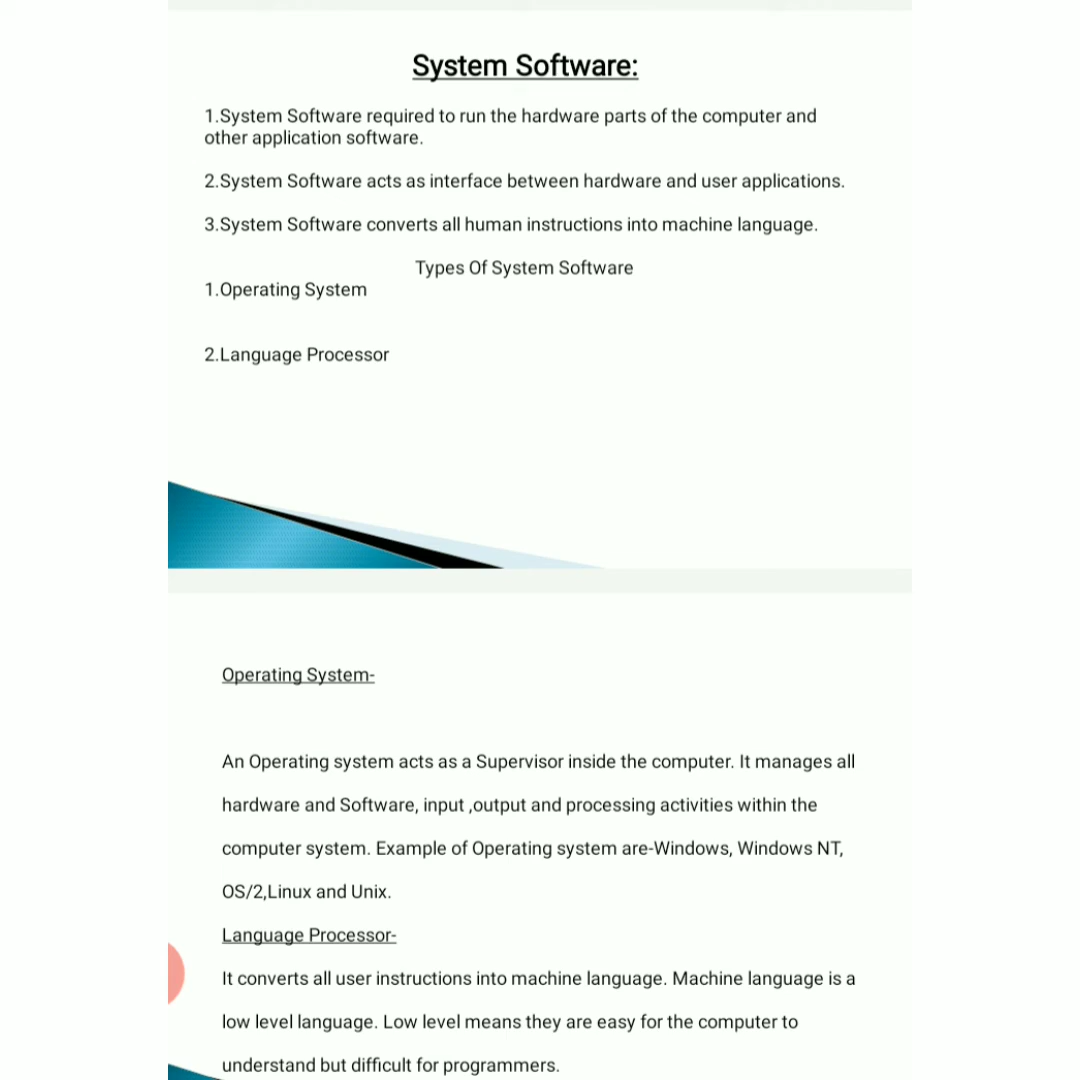 System Software:
1.System Software required to run the hardware parts of the computer and
other application software.
2.System Software acts as interface between hardware and user applications.
3.System Software converts all human instructions into machine language.
Types Of System Software
1.Operating System
2.Language Processor
Operating System-
An Operating system acts as a Supervisor inside the computer. It manages all
hardware and Software, input ,output and processing activities within the
computer system. Example of Operating system are-Windows, Windows NT,
OS/2,Linux and Unix.
Language Processor-
It converts all user instructions into machine language. Machine language is a
low level language. Low level means they are easy for the computer to
understand but difficult for programmers.